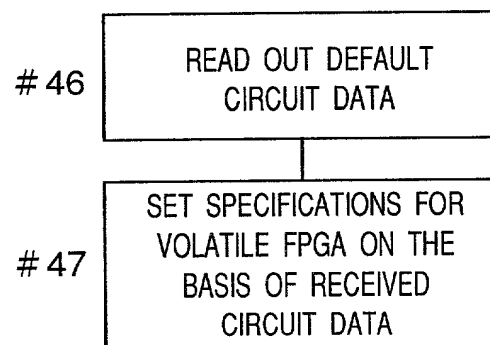 #46
READ OUT DEFAULT
CIRCUIT DATA
#47
SET SPECIFICATIONS FOR
VOLATILE FPGA ON THE
BASIS OF RECEIVED
CIRCUIT DATA